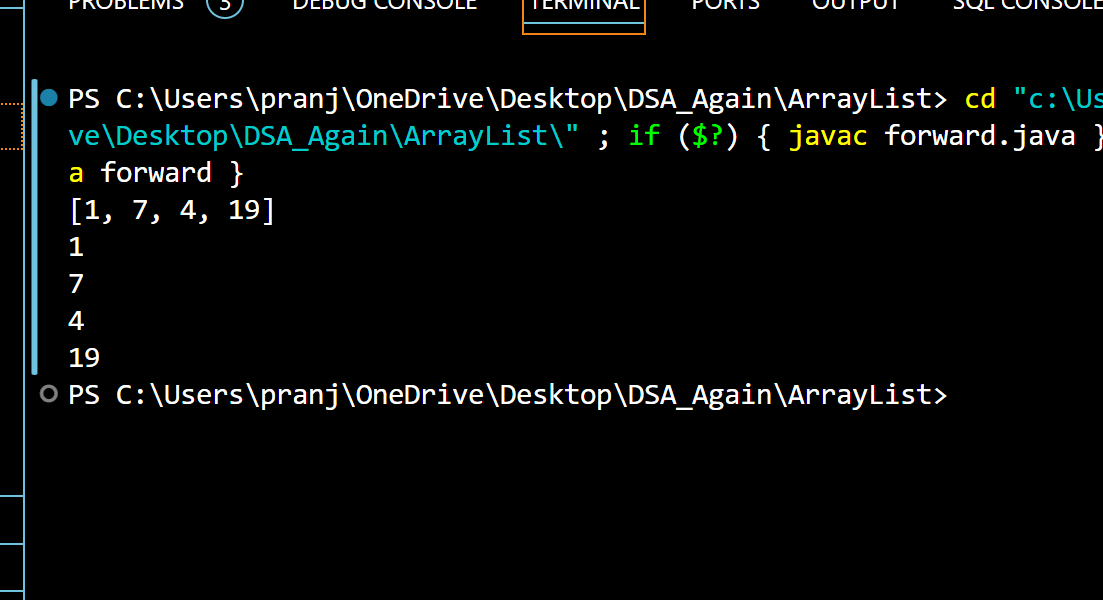 PROBLEMS 3 DEBUG CONSOLE TERMINAL PORTS OUTPUT SQL CONSOLE
PS C:\Users\pranj\OneDrive\Desktop\DSA_Again\ArrayList> cd "c:\Us
ve\Desktop\DSA_Again\ArrayList\" ; if ($?) { javac forward.java }
a forward }
[1, 7, 4, 19]
1
7
4
19
PS C:\Users\pranj\OneDrive\Desktop\DSA_Again\ArrayList>